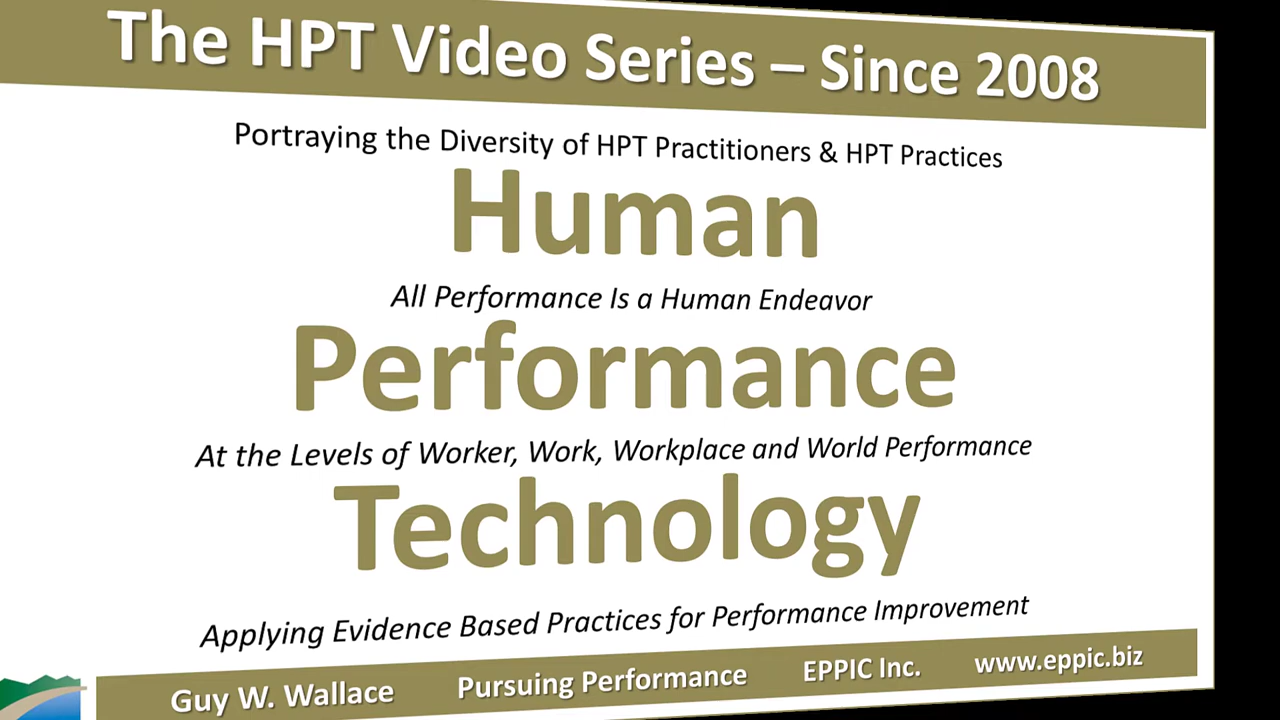 The HPT Video Series – Since 2008
Portraying the Diversity of HPT Practitioners & HPT Practices
Human
All Performance Is a Human Endeavor
Performance
At the Levels of Worker, Work, Workplace and World Performance
Technology
Applying Evidence Based Practices for Performance Improvement
Guy W. Wallace Pursuing Performance EPPIC Inc. www.eppic.biz